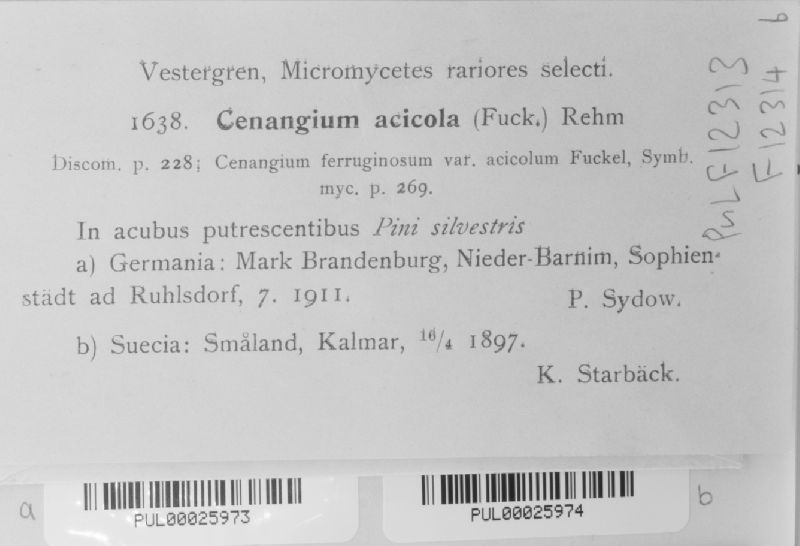 Vestergren, Micromycetes rariores selecti.
1638. Cenangium acicola (Fuck.) Rehm
Discom. p. 228; Cenangium ferruginosum var. acicolum Fuckel, Symb.
myc. p. 269.
In acubus putrescentibus Pini silvestris
a) Germania: Mark Brandenburg, Nieder-Barnim, Sophien-
städt ad Ruhlsdorf, 7. 1911. P. Sydow.
b) Suecia: Småland, Kalmar, 16/4 1897.
K. Starbäck.
PUL F12313
F12314 b
a
PUL00025973
PUL00025974
b